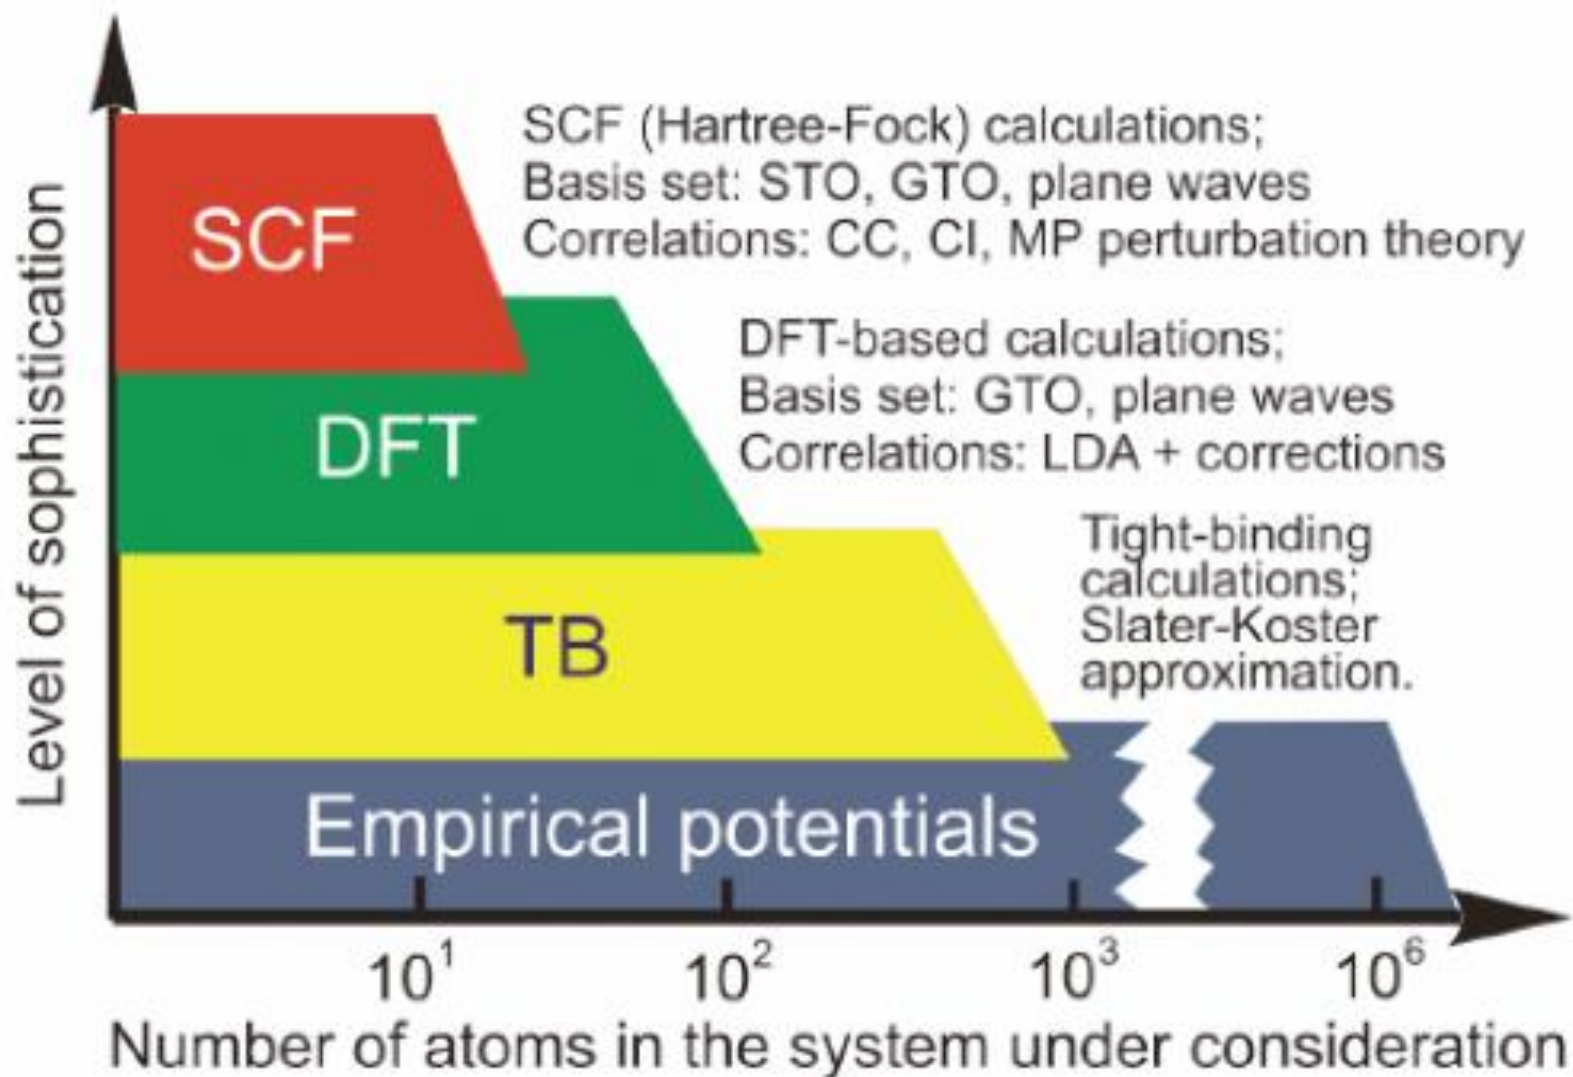 Level of sophistication
SCF
SCF (Hartree-Fock) calculations;
Basis set: STO, GTO, plane waves
Correlations: CC, CI, MP perturbation theory
DFT
DFT-based calculations;
Basis set: GTO, plane waves
Correlations: LDA + corrections
TB
Tight-binding
calculations;
Slater-Koster
approximation.
Empirical potentials
10¹ 10² 10³ 10⁶
Number of atoms in the system under consideration